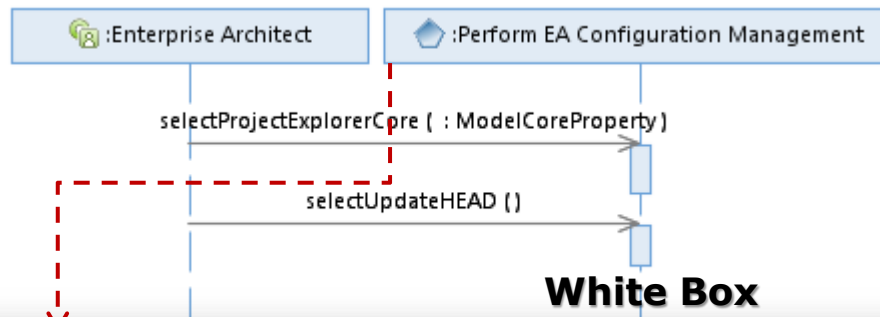 :Enterprise Architect
:Perform EA Configuration Management
selectProjectExplorerCore ( : ModelCoreProperty )
selectUpdateHEAD ( )
White Box